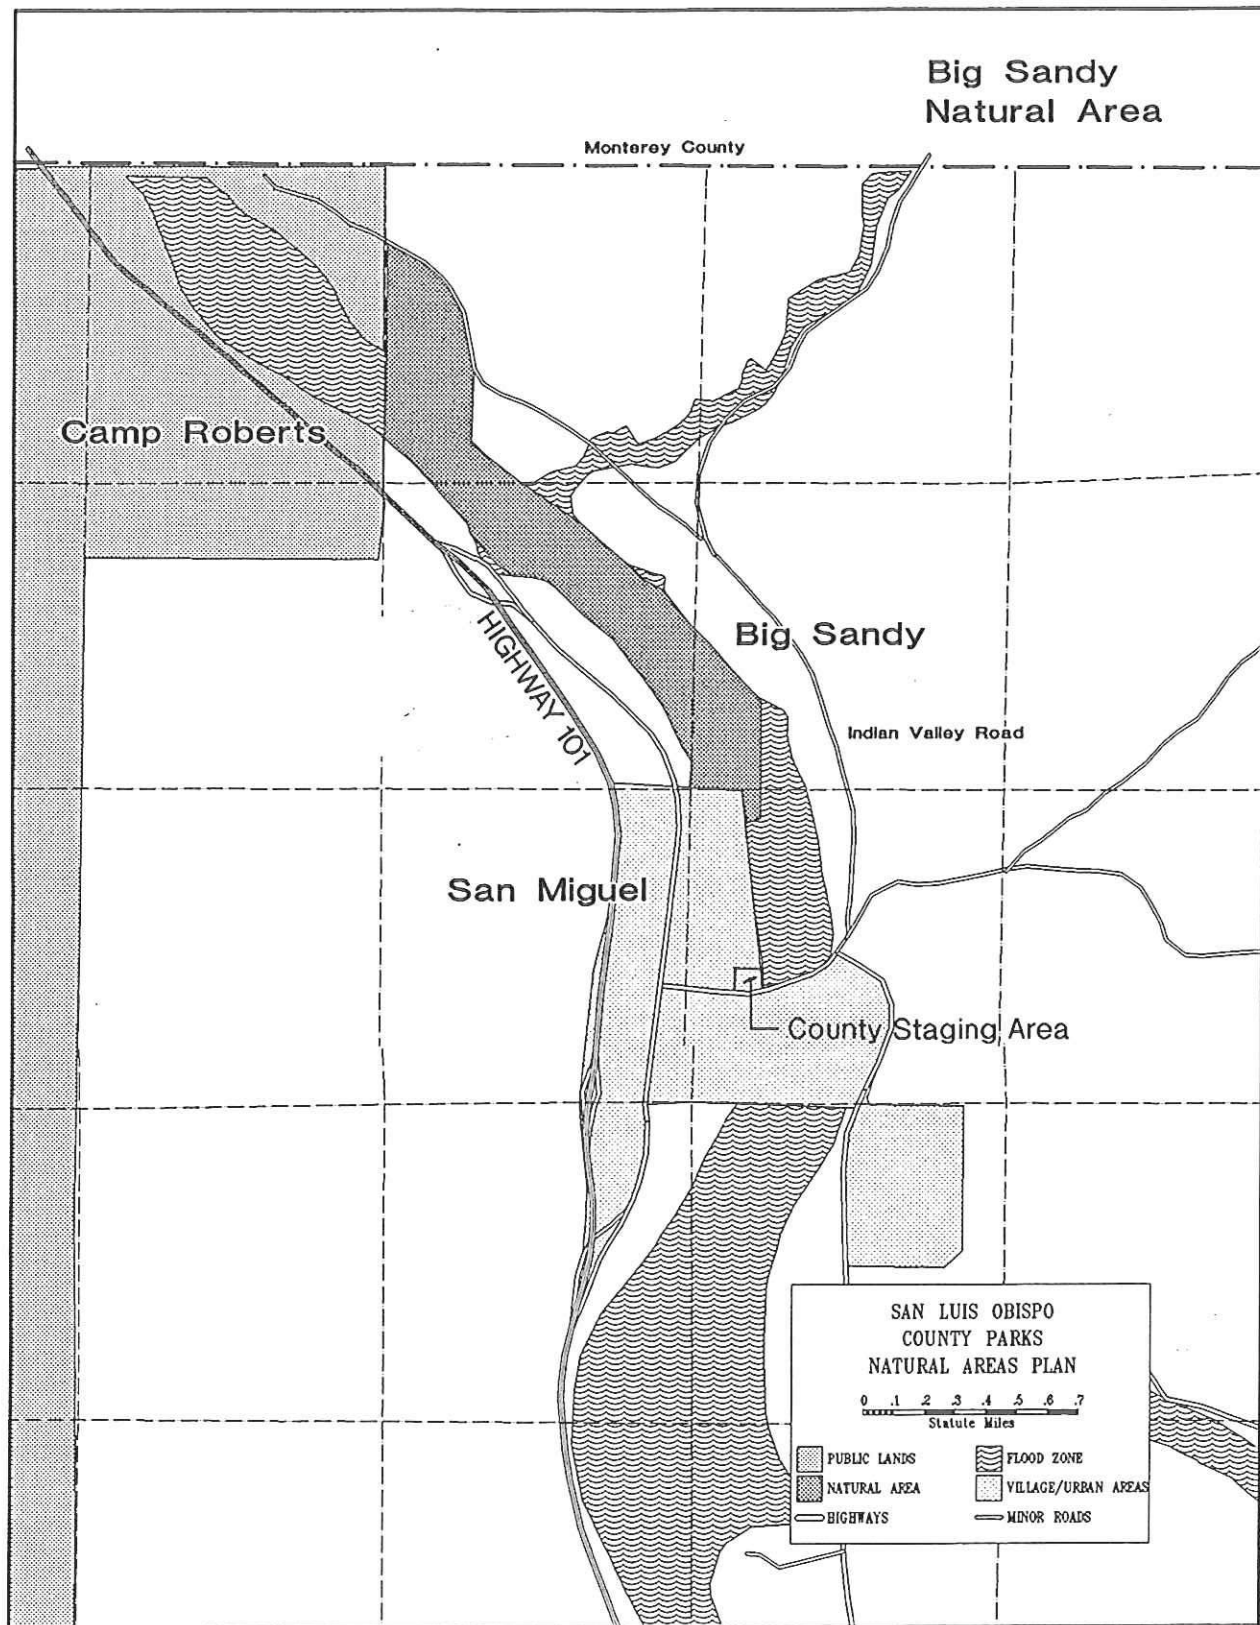 Big Sandy
Natural Area
Monterey County
Camp Roberts
HIGHWAY 101
Big Sandy
Indian Valley Road
San Miguel
County Staging Area
SAN LUIS OBISPO
COUNTY PARKS
NATURAL AREAS PLAN
0 .1 .2 .3 .4 .5 .6 .7
Statute Miles
PUBLIC LANDS
FLOOD ZONE
NATURAL AREA
VILLAGE/URBAN AREAS
HIGHWAYS
MINOR ROADS